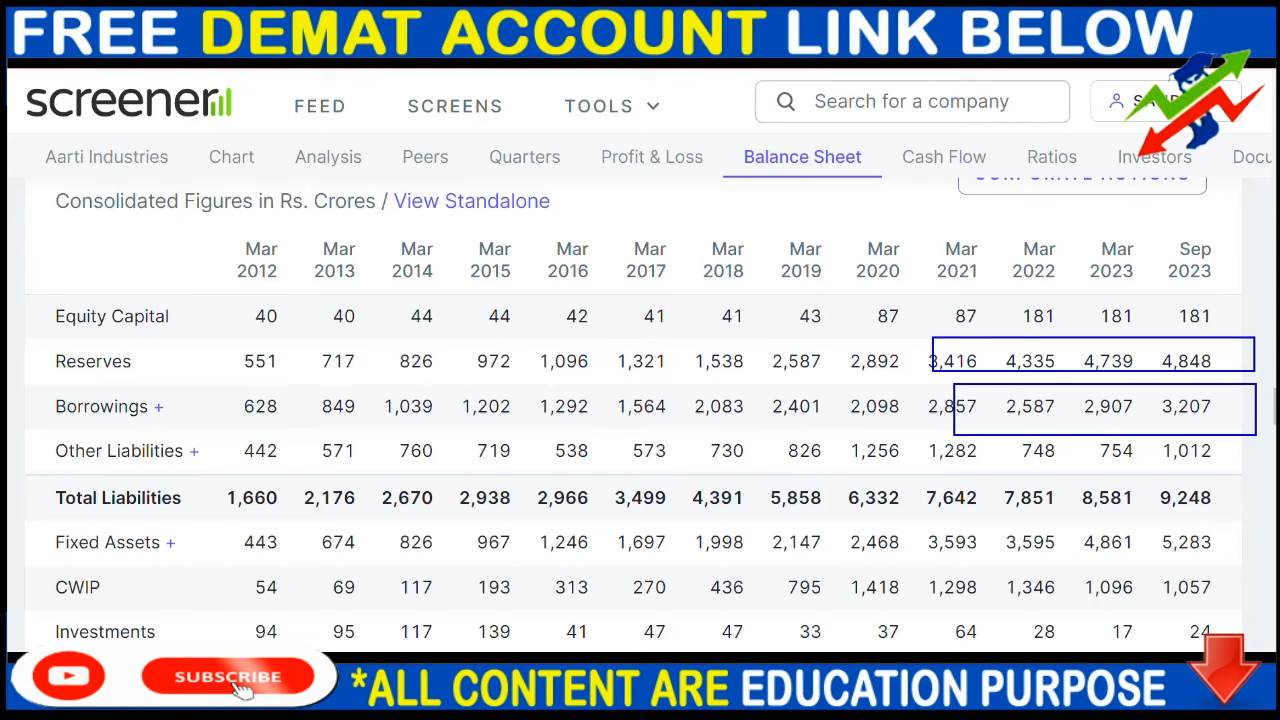 FREE DEMAT ACCOUNT LINK BELOW
screener
FEED SCREENS TOOLS Search for a company
Aarti Industries Chart Analysis Peers Quarters Profit & Loss Balance Sheet Cash Flow Ratios Investors Docu
CORPORATE ACTIONS
Consolidated Figures in Rs. Crores / View Standalone
Mar Mar Mar Mar Mar Mar Mar Mar Mar Mar Mar Mar Sep
2012 2013 2014 2015 2016 2017 2018 2019 2020 2021 2022 2023 2023
Equity Capital 40 40 44 44 42 41 41 43 87 87 181 181 181
Reserves 551 717 826 972 1,096 1,321 1,538 2,587 2,892 3,416 4,335 4,739 4,848
Borrowings + 628 849 1,039 1,202 1,292 1,564 2,083 2,401 2,098 2,857 2,587 2,907 3,207
Other Liabilities + 442 571 760 719 538 573 730 826 1,256 1,282 748 754 1,012
Total Liabilities 1,660 2,176 2,670 2,938 2,966 3,499 4,391 5,858 6,332 7,642 7,851 8,581 9,248
Fixed Assets + 443 674 826 967 1,246 1,697 1,998 2,147 2,468 3,593 3,595 4,861 5,283
CWIP 54 69 117 193 313 270 436 795 1,418 1,298 1,346 1,096 1,057
Investments 94 95 117 139 41 47 47 33 37 64 28 17 24
SUBSCRIBE
*ALL CONTENT ARE EDUCATION PURPOSE